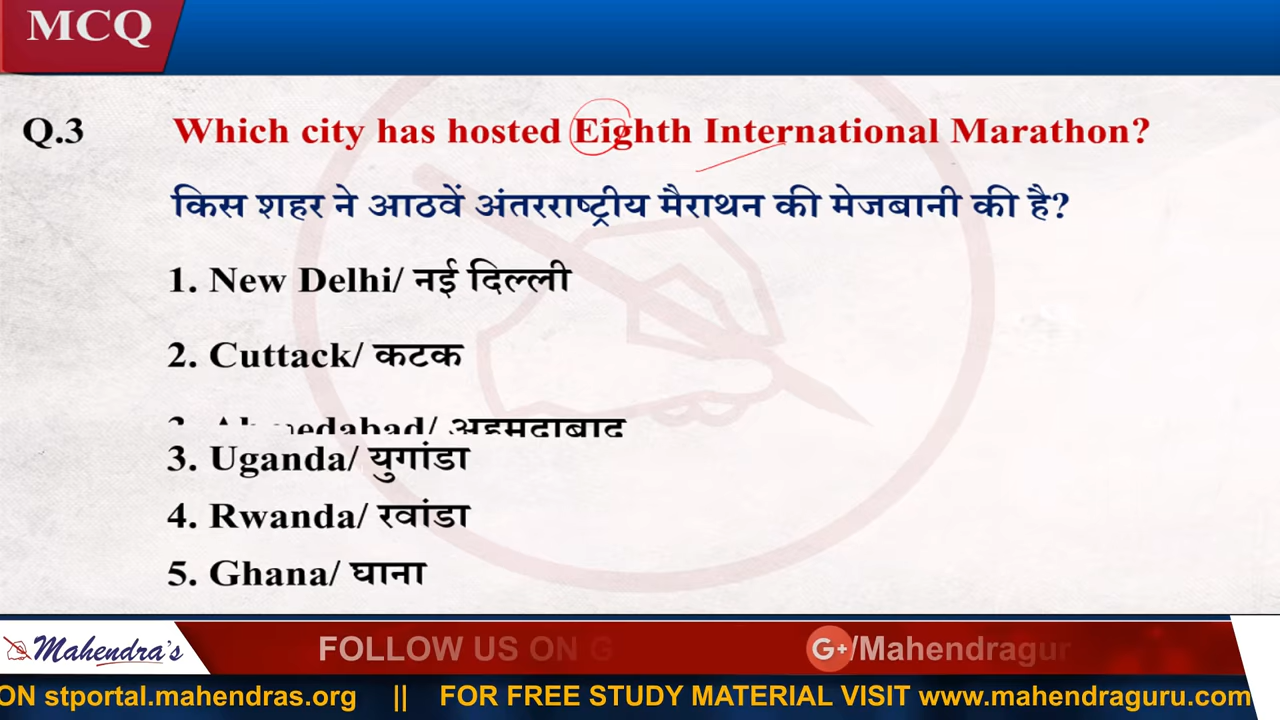 MCQ
Q.3 Which city has hosted Eighth International Marathon?
किस शहर ने आठवें अंतरराष्ट्रीय मैराथन की मेजबानी की है?
1. New Delhi/ नई दिल्ली
2. Cuttack/ कटक
अहमदाबाद
3. Uganda/ युगांडा
4. Rwanda/ रवांडा
5. Ghana/ घाना
Mahendra's FOLLOW US ON G G+/Mahendragur
ON stportal.mahendras.org || FOR FREE STUDY MATERIAL VISIT www.mahendraguru.com